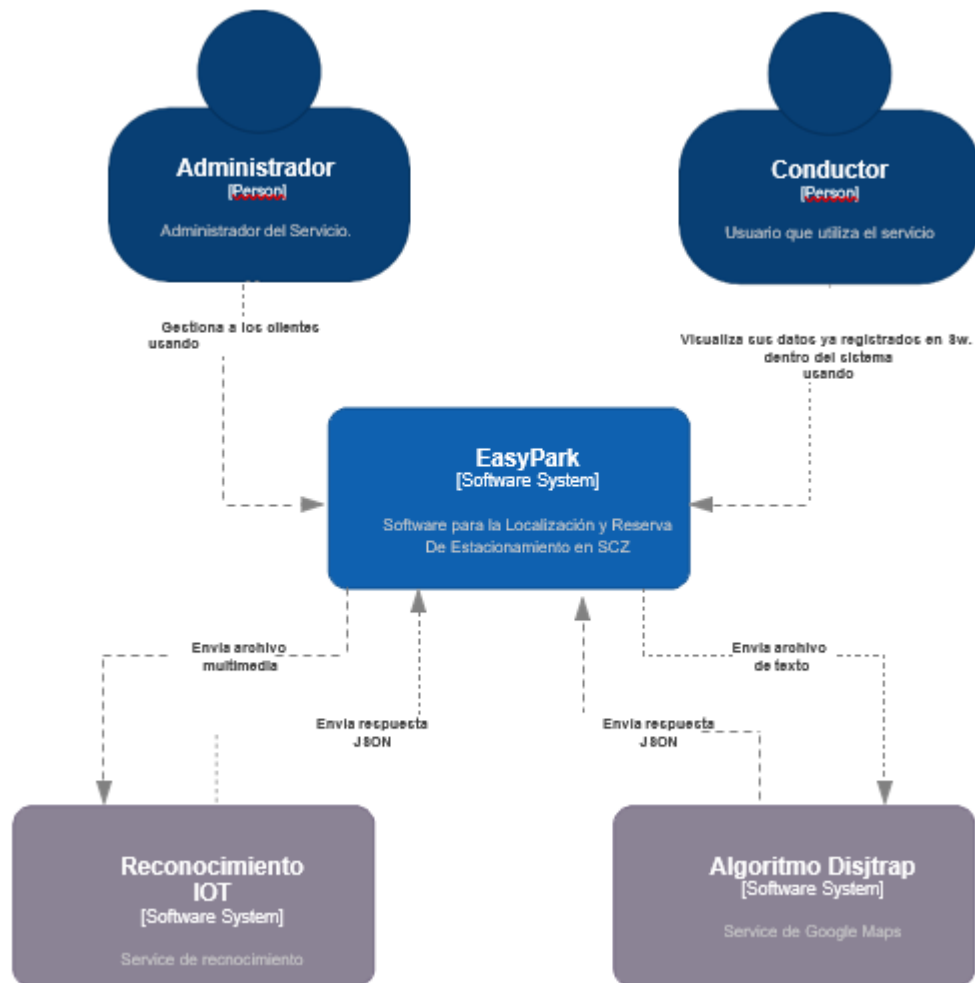 Administrador
[Person]
Administrador del Servicio.
Conductor
[Person]
Usuario que utiliza el servicio
Gestiona a los clientes
usando
Visualiza sus datos ya registrados en Sw.
dentro del sistema
usando
EasyPark
[Software System]
Software para la Localización y Reserva
De Estacionamiento en SCZ
Envia archivo
multimedia
Envia archivo
de texto
Envia respuesta
JSON
Envia respuesta
JSON
Reconocimiento
IOT
[Software System]
Service de recnocimiento
Algoritmo Disjtrap
[Software System]
Service de Google Maps